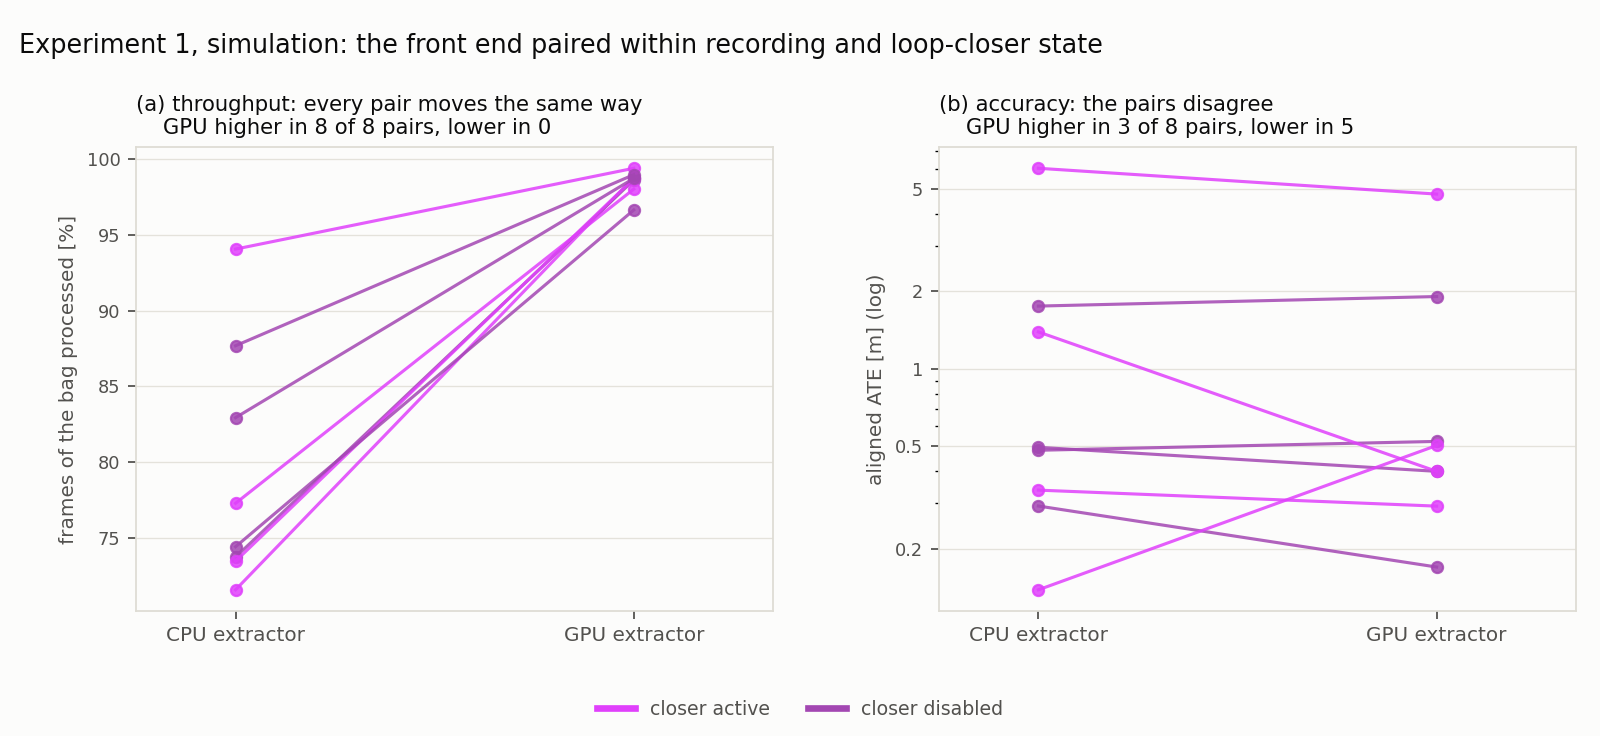 Experiment 1, simulation: the front end paired within recording and loop-closer state
(a) throughput: every pair moves the same way
GPU higher in 8 of 8 pairs, lower in 0
frames of the bag processed [%]
100
95
90
85
80
75
CPU extractor
GPU extractor
(b) accuracy: the pairs disagree
GPU higher in 3 of 8 pairs, lower in 5
aligned ATE [m] (log)
5
2
1
0.5
0.2
CPU extractor
GPU extractor
closer active
closer disabled